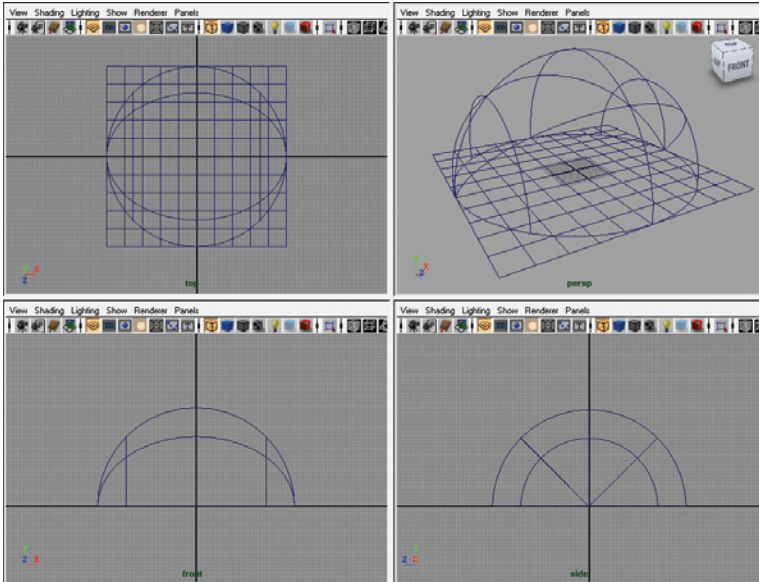 View Shading Lighting Show Renderer Panels
top
View Shading Lighting Show Renderer Panels
TOP
FRONT
persp
View Shading Lighting Show Renderer Panels
front
View Shading Lighting Show Renderer Panels
side